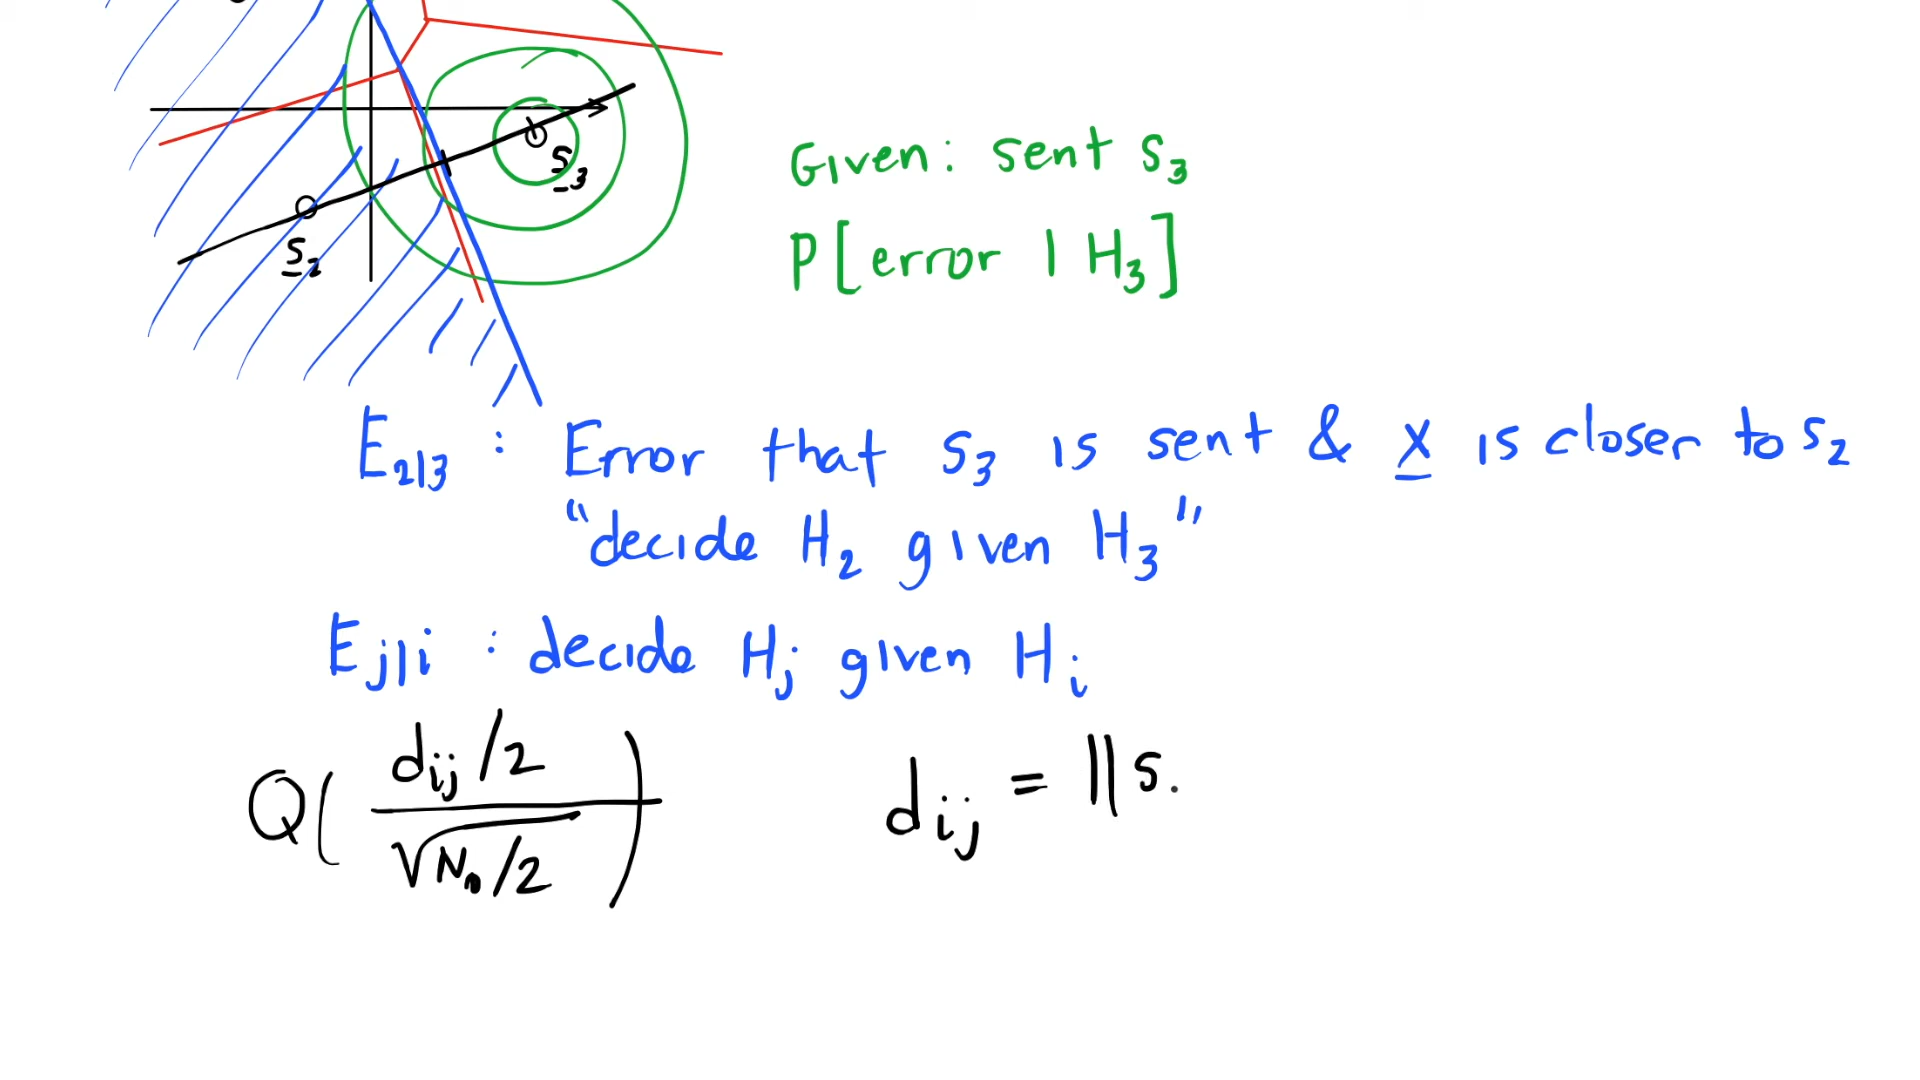 s₃
s₂
Given: sent s₃
P[error | H₃]
E₂|₃ : Error that s₃ is sent & x is closer to s₂
"decide H₂ given H₃"
Eⱼ|ᵢ : decide Hⱼ given Hᵢ
Q( dᵢⱼ/2 / √N₀/2 ) dᵢⱼ = ||s.